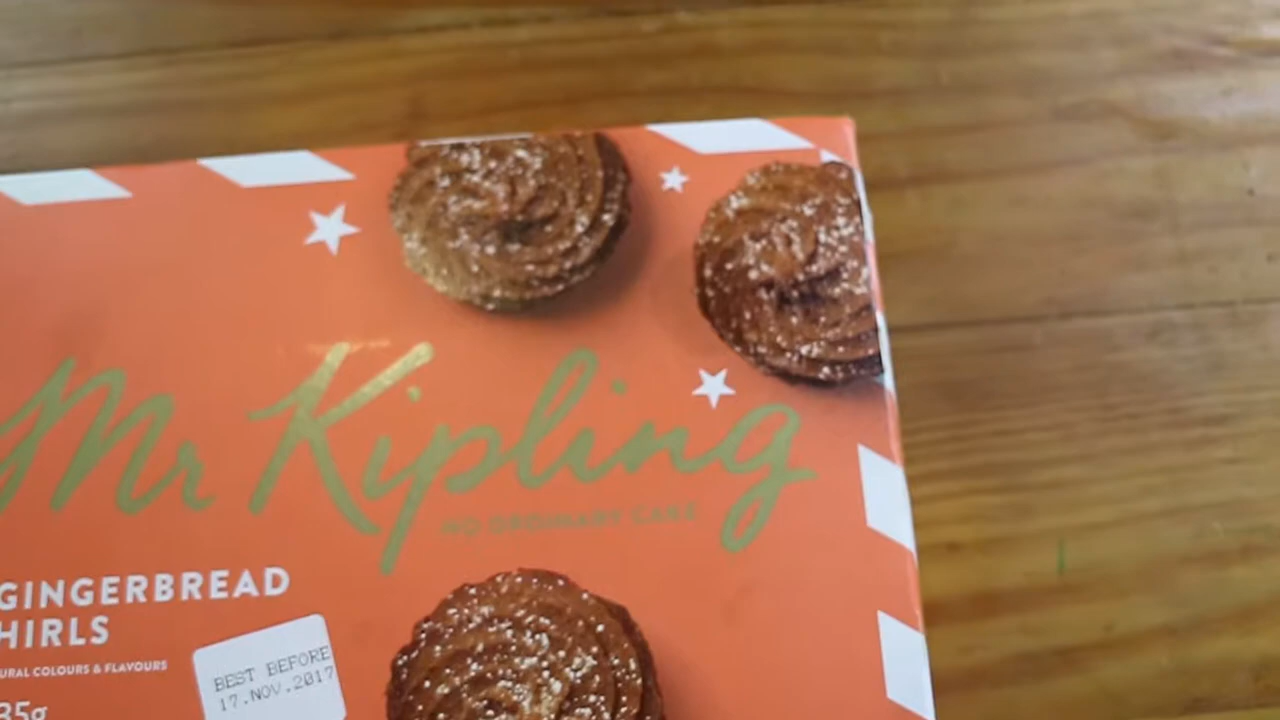 Mr Kipling
NO ORDINARY CAKE
GINGERBREAD
HIRLS
URAL COLOURS & FLAVOURS
BEST BEFORE
17.NOV.2017
35g